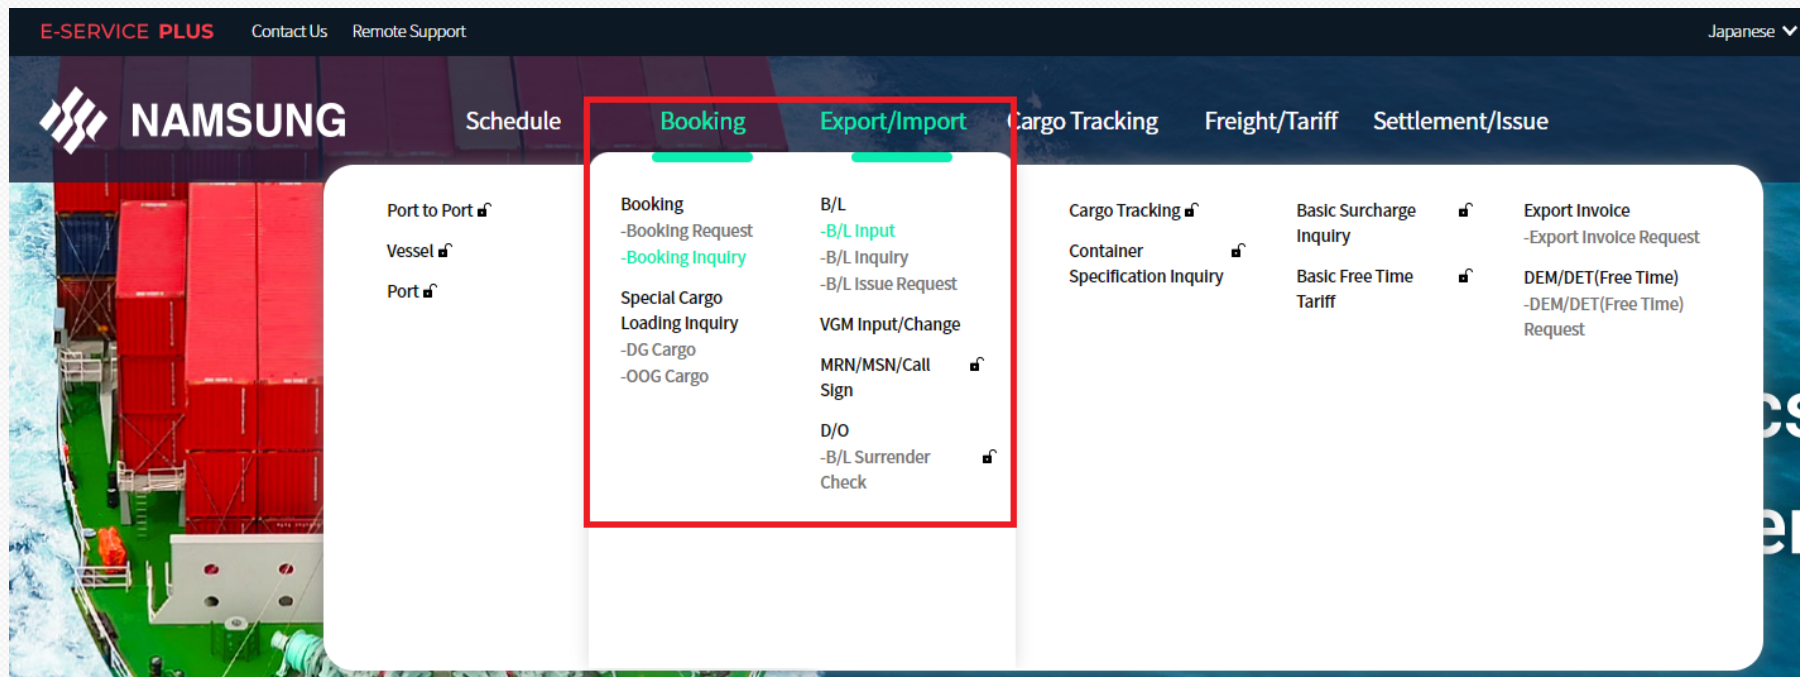 E-SERVICE PLUS Contact Us Remote Support Japanese
NAMSUNG Schedule Booking Export/Import Cargo Tracking Freight/Tariff Settlement/Issue
Port to Port
Vessel
Port
Booking
-Booking Request
-Booking Inquiry
Special Cargo
Loading Inquiry
-DG Cargo
-OOG Cargo
B/L
-B/L Input
-B/L Inquiry
-B/L Issue Request
VGM Input/Change
MRN/MSN/Call
Sign
D/O
-B/L Surrender
Check
Cargo Tracking
Container
Specification Inquiry
Basic Surcharge
Inquiry
Basic Free Time
Tariff
Export Invoice
-Export Invoice Request
DEM/DET(Free Time)
-DEM/DET(Free Time)
Request